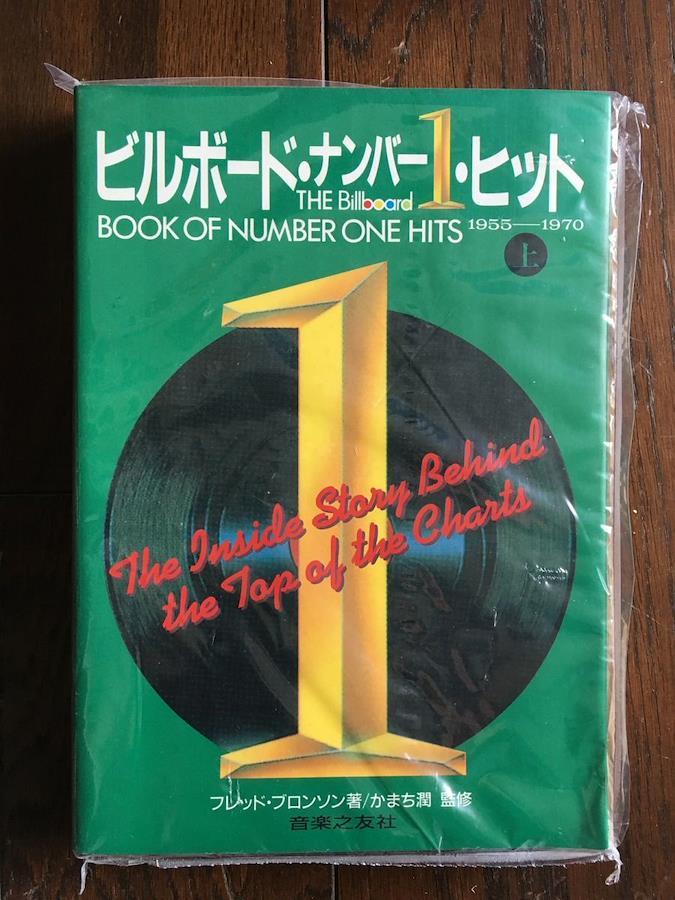 ビルボード・ナンバー1・ヒット
THE Billboard
BOOK OF NUMBER ONE HITS 1955—1970
上
1
The Inside Story Behind
the Top of the Charts
フレッド・ブロンソン著/かまち潤 監修
音楽之友社